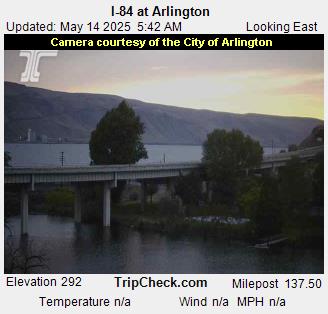 I-84 at Arlington
Updated: May 14 2025 5:42 AM Looking East
Camera courtesy of the City of Arlington
Elevation 292 TripCheck.com Milepost 137.50
Temperature n/a Wind n/a MPH n/a